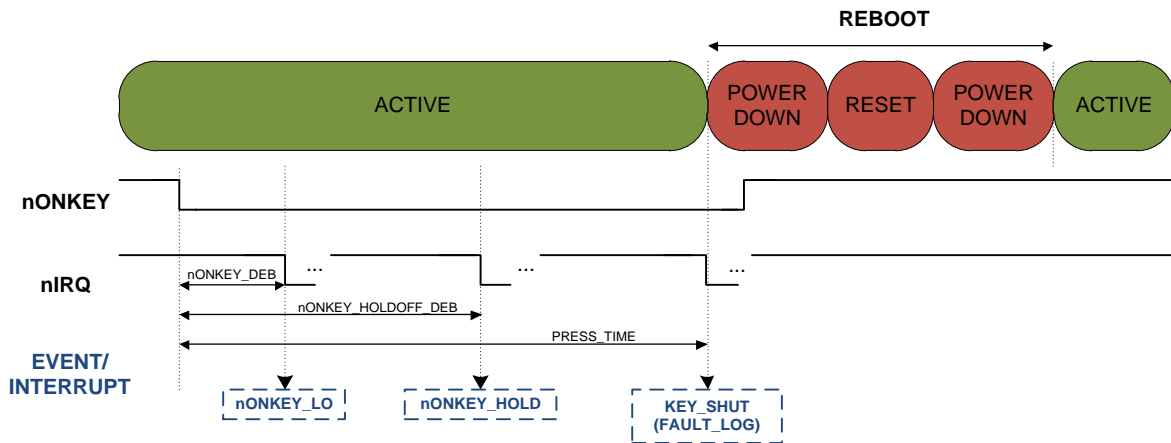 REBOOT
ACTIVE
POWER
DOWN
RESET
POWER
DOWN
ACTIVE
nONKEY
nIRQ
...
...
...
nONKEY_DEB
nONKEY_HOLDOFF_DEB
PRESS_TIME
EVENT/
INTERRUPT
nONKEY_LO
nONKEY_HOLD
KEY_SHUT
(FAULT_LOG)